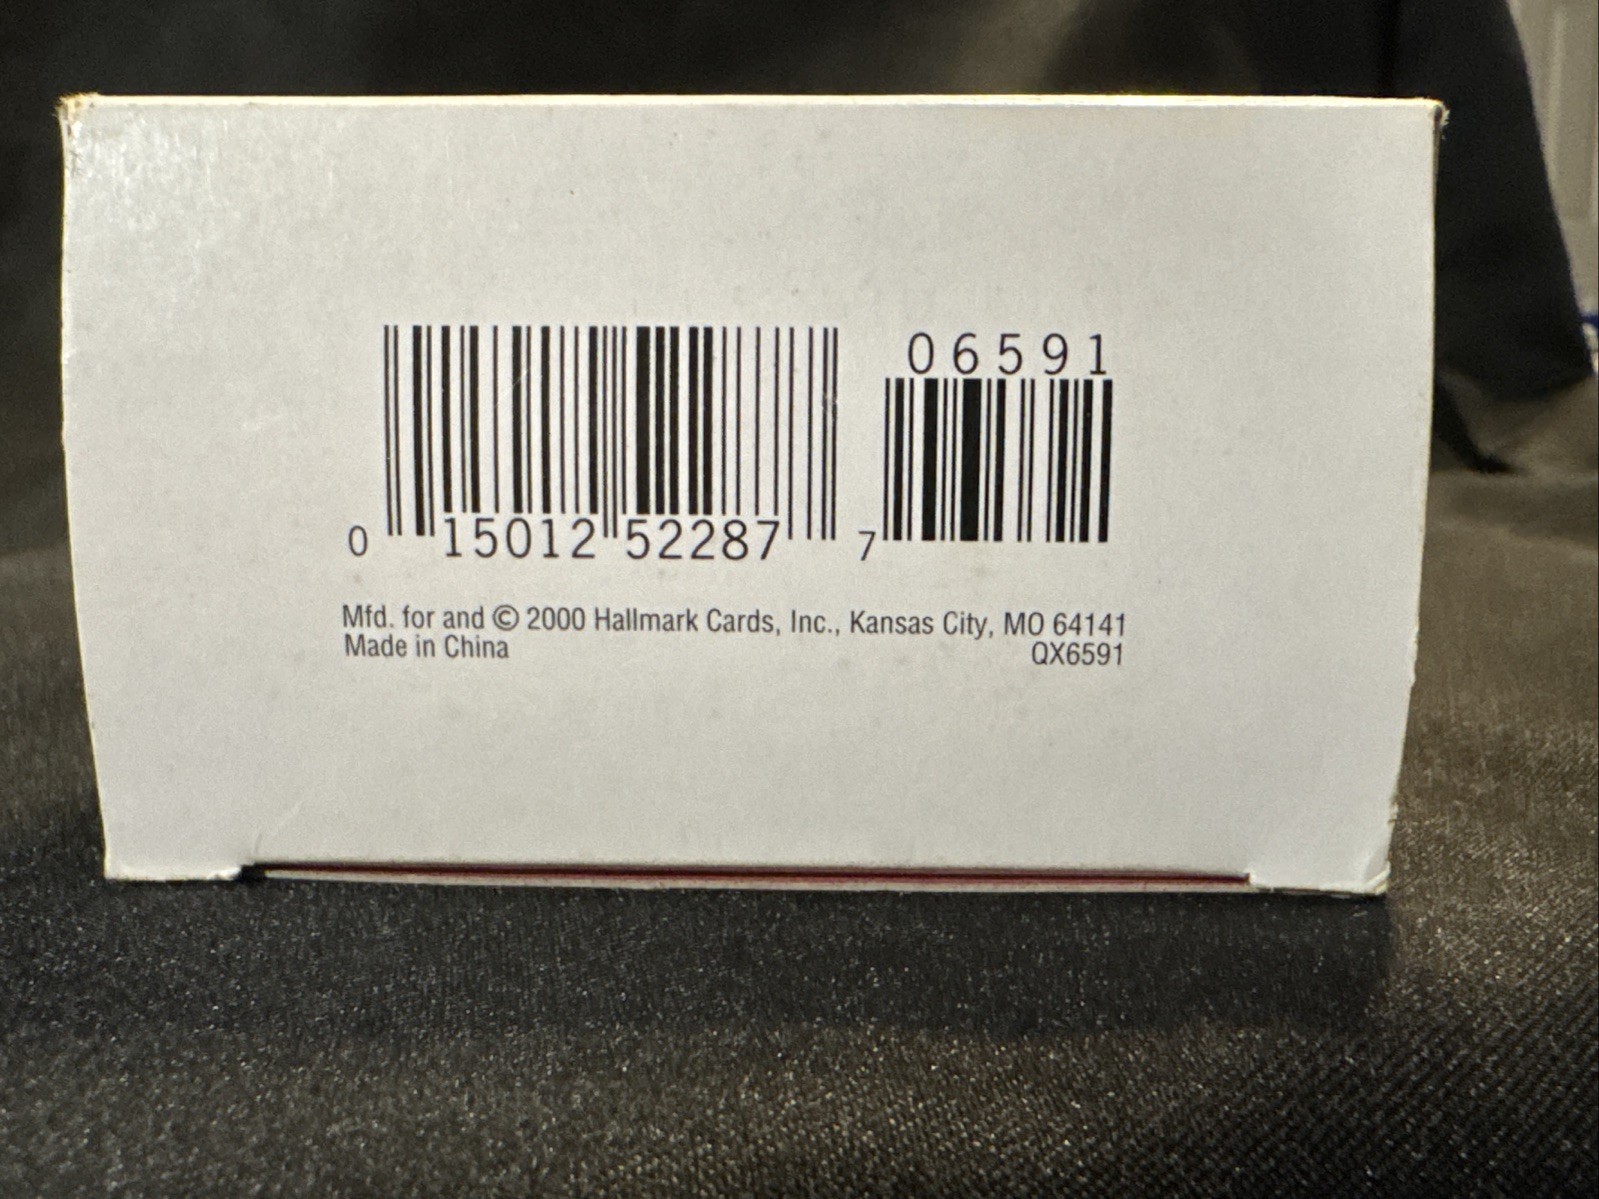 06591
0 15012 52287 7
Mfd. for and © 2000 Hallmark Cards, Inc., Kansas City, MO 64141
Made in China
QX6591